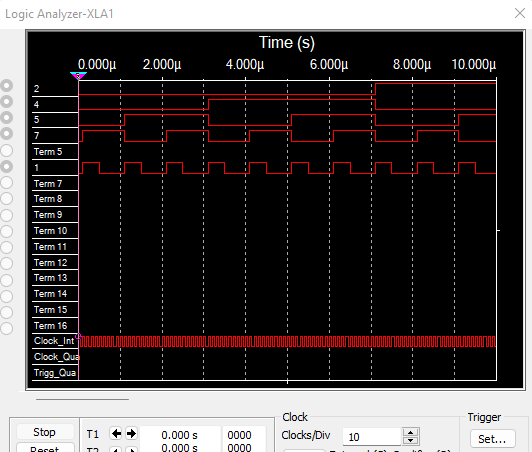 Logic Analyzer-XLA1
Time (s)
0.000µ 2.000µ 4.000µ 6.000µ 8.000µ 10.000µ
2
4
5
7
Term 5
1
Term 7
Term 8
Term 9
Term 10
Term 11
Term 12
Term 13
Term 14
Term 15
Term 16
Clock_Int
Clock_Qua
Trigg_Qua
Clock
Trigger
Stop
T1 0.000 s 0000
Clocks/Div 10
Set...
Reset
T2 0.000 s 0000